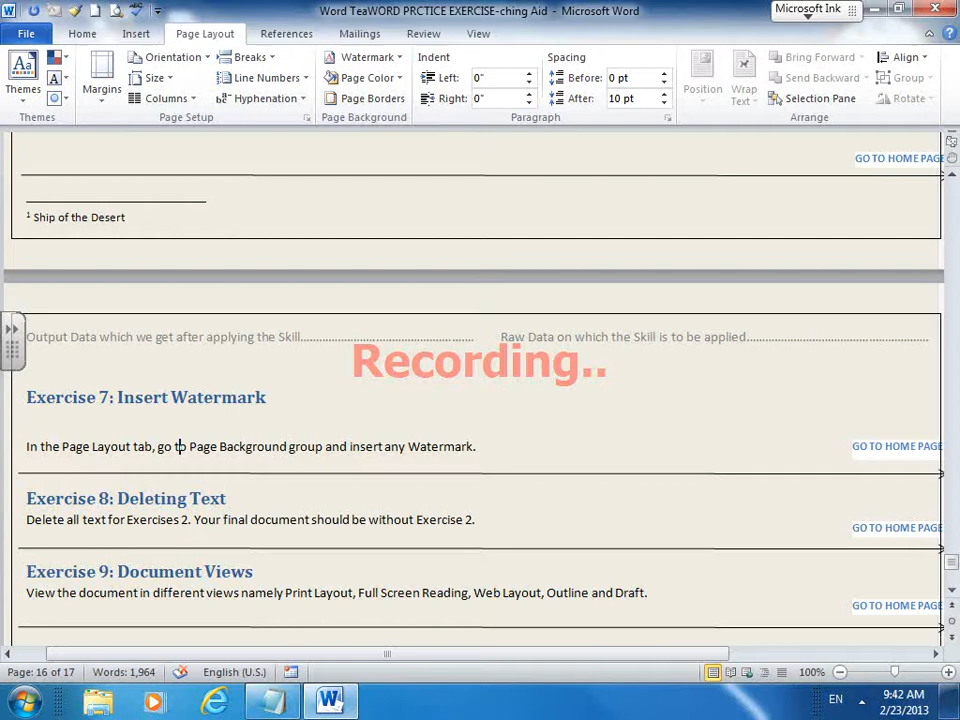 Word TeaWORD PRCTICE EXERCISE-ching Aid - Microsoft Word
Microsoft Ink
File Home Insert Page Layout References Mailings Review View
Themes
Margins
Orientation
Size
Columns
Breaks
Line Numbers
Hyphenation
Watermark
Page Color
Page Borders
Indent
Left: 0"
Right: 0"
Spacing
Before: 0 pt
After: 10 pt
Position
Wrap Text
Bring Forward
Send Backward
Selection Pane
Align
Group
Rotate
Themes Page Setup Page Background Paragraph Arrange
GO TO HOME PAGE
1 Ship of the Desert
Output Data which we get after applying the Skill................................................ Raw Data on which the Skill is to be applied..................................................
Recording..
Exercise 7: Insert Watermark
In the Page Layout tab, go to Page Background group and insert any Watermark.
GO TO HOME PAGE
Exercise 8: Deleting Text
Delete all text for Exercises 2. Your final document should be without Exercise 2.
GO TO HOME PAGE
Exercise 9: Document Views
View the document in different views namely Print Layout, Full Screen Reading, Web Layout, Outline and Draft.
GO TO HOME PAGE
Page: 16 of 17 Words: 1,964 English (U.S.) 100%
EN 9:42 AM
2/23/2013